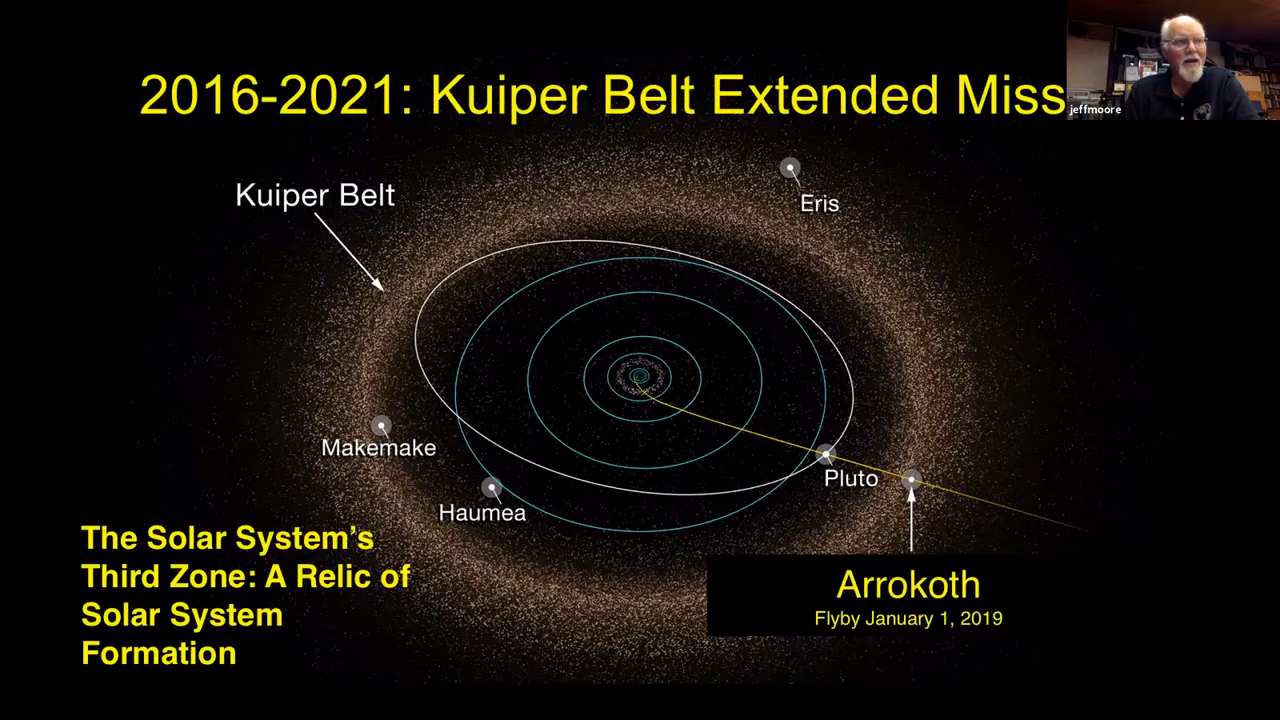 2016-2021: Kuiper Belt Extended Miss
jeffmoore
Kuiper Belt
Eris
Makemake
Haumea
Pluto
The Solar System's
Third Zone: A Relic of
Solar System
Formation
Arrokoth
Flyby January 1, 2019